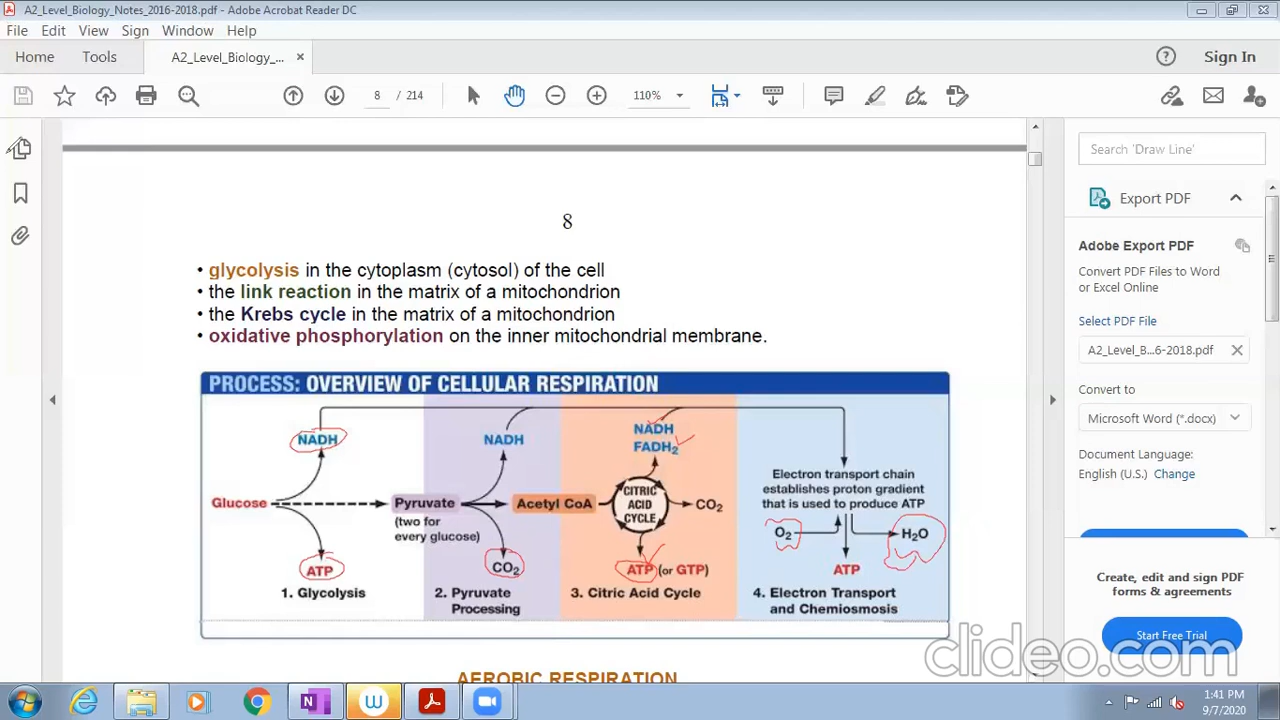 A2_Level_Biology_Notes_2016-2018.pdf - Adobe Acrobat Reader DC
File Edit View Sign Window Help
Home Tools A2_Level_Biology_... × Sign In
8 / 214 110%
8
• glycolysis in the cytoplasm (cytosol) of the cell
• the link reaction in the matrix of a mitochondrion
• the Krebs cycle in the matrix of a mitochondrion
• oxidative phosphorylation on the inner mitochondrial membrane.
PROCESS: OVERVIEW OF CELLULAR RESPIRATION
NADH NADH NADH
FADH2
Glucose Pyruvate Acetyl CoA CITRIC ACID CYCLE CO2
(two for
every glucose)
Electron transport chain
establishes proton gradient
that is used to produce ATP
O2 H2O
ATP CO2 ATP (or GTP) ATP
1. Glycolysis
2. Pyruvate
Processing
3. Citric Acid Cycle
4. Electron Transport
and Chemiosmosis
AEROBIC RESPIRATION
Search 'Draw Line'
Export PDF
Adobe Export PDF
Convert PDF Files to Word
or Excel Online
Select PDF File
A2_Level_B...6-2018.pdf
Convert to
Microsoft Word (*.docx)
Document Language:
English (U.S.) Change
Create, edit and sign PDF
forms & agreements
Start Free Trial
clideo.com
1:41 PM
9/7/2020